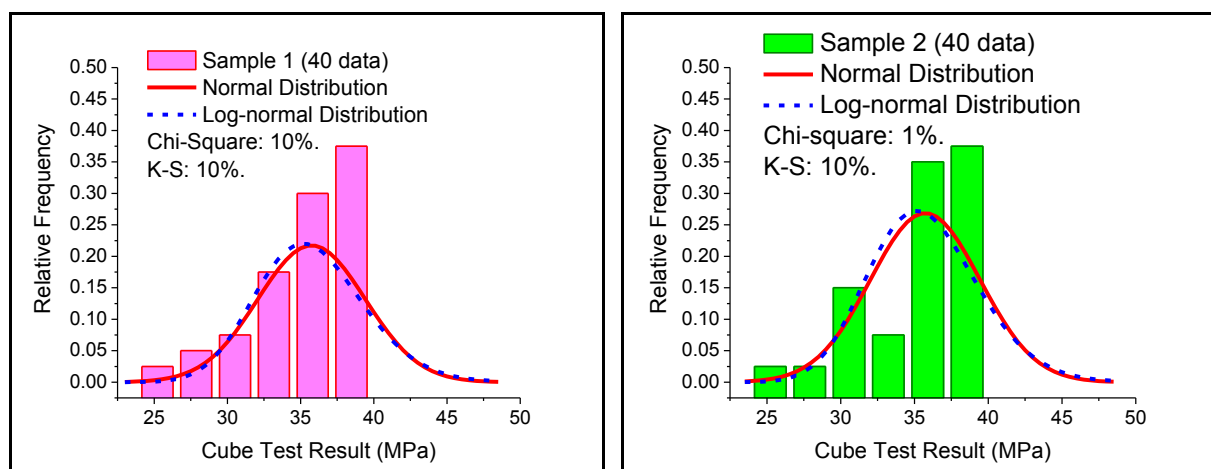 Sample 1 (40 data)
Normal Distribution
Log-normal Distribution
Chi-Square: 10%.
K-S: 10%.
0.50
0.45
0.40
0.35
0.30
0.25
0.20
0.15
0.10
0.05
0.00
Relative Frequency
25 30 35 40 45 50
Cube Test Result (MPa)
Sample 2 (40 data)
Normal Distribution
Log-normal Distribution
Chi-square: 1%.
K-S: 10%.
0.50
0.45
0.40
0.35
0.30
0.25
0.20
0.15
0.10
0.05
0.00
Relative Frequency
25 30 35 40 45 50
Cube Test Result (MPa)